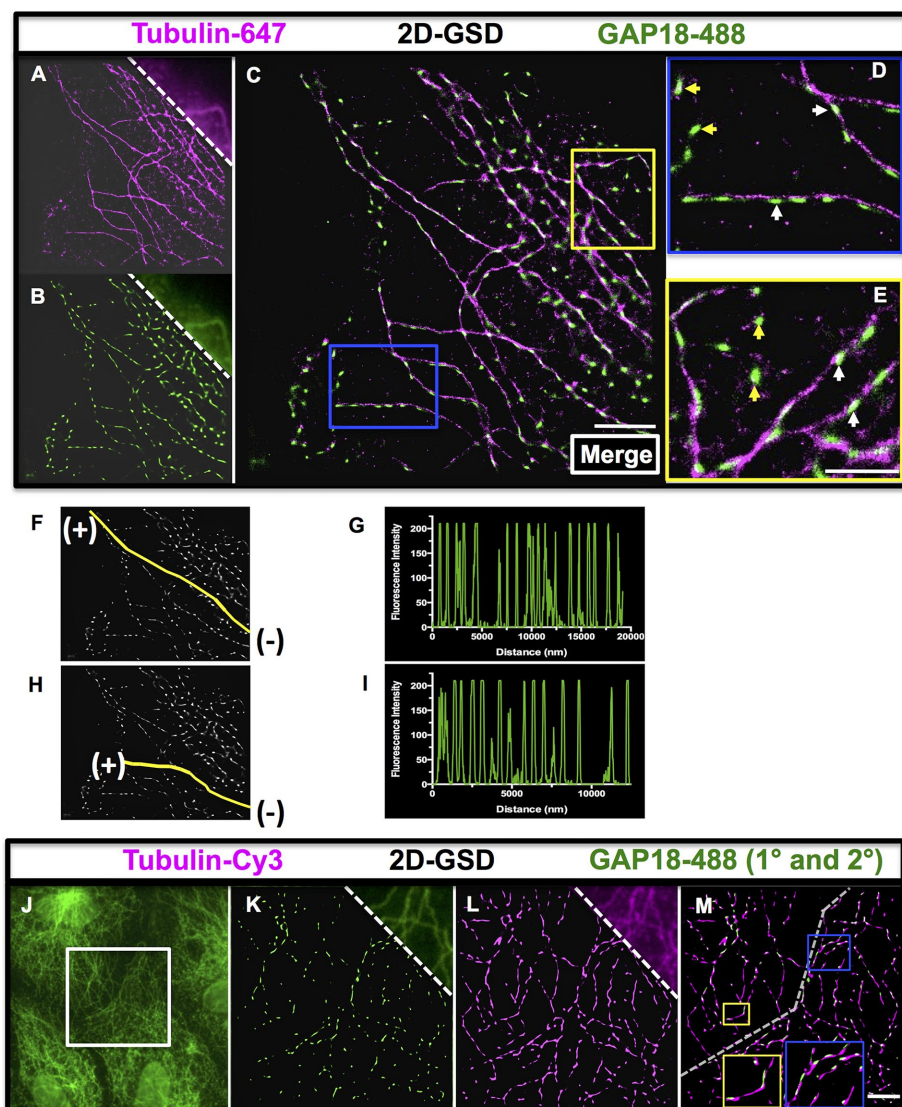 Tubulin-647 2D-GSD GAP18-488
A
B
C
Merge
D
E
F
(+)
(-)
G
Fluorescence Intensity
200
150
100
50
0
0 5000 10000 15000 20000
Distance (nm)
H
(+)
(-)
I
Fluorescence Intensity
200
150
100
50
0
0 5000 10000
Distance (nm)
Tubulin-Cy3 2D-GSD GAP18-488 (1° and 2°)
J
K
L
M